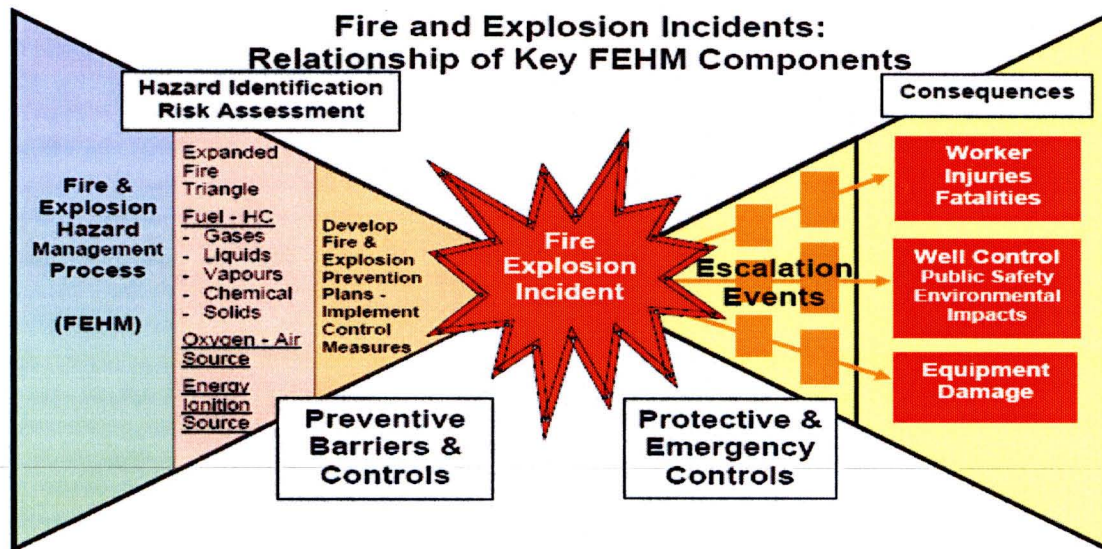 Fire and Explosion Incidents:
Relationship of Key FEHM Components
Hazard Identification
Risk Assessment
Consequences
Fire &
Explosion
Hazard
Management
Process
(FEHM)
Expanded
Fire
Triangle
Fuel - HC
- Gases
- Liquids
- Vapours
- Chemical
- Solids
Oxygen - Air
Source
Energy
Ignition
Source
Develop
Fire &
Explosion
Prevention
Plans -
Implement
Control
Measures
Fire
Explosion
Incident
Escalation
Events
Worker
Injuries
Fatalities
Well Control
Public Safety
Environmental
Impacts
Equipment
Damage
Preventive
Barriers &
Controls
Protective &
Emergency
Controls